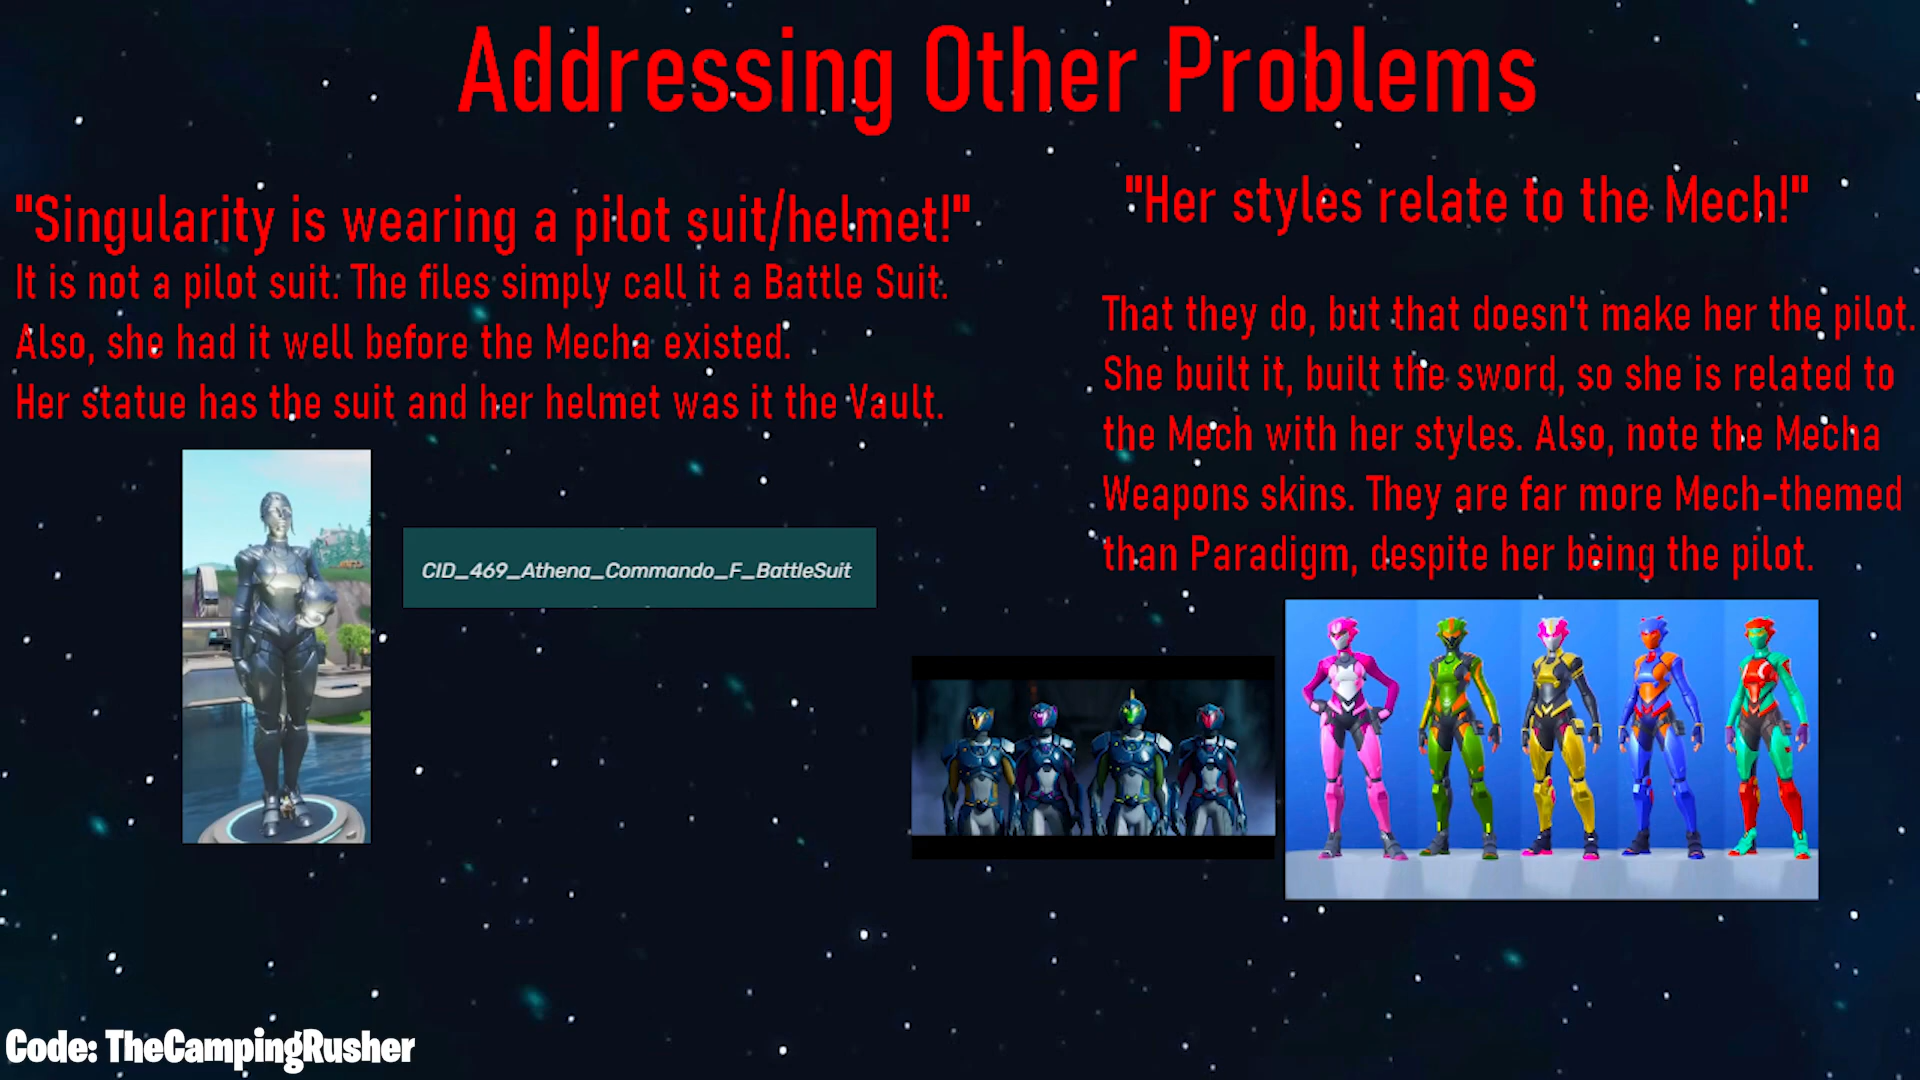 Addressing Other Problems
"Singularity is wearing a pilot suit/helmet!"
It is not a pilot suit. The files simply call it a Battle Suit.
Also, she had it well before the Mecha existed.
Her statue has the suit and her helmet was it the Vault.
CID_469_Athena_Commando_F_BattleSuit
"Her styles relate to the Mech!"
That they do, but that doesn't make her the pilot.
She built it, built the sword, so she is related to
the Mech with her styles. Also, note the Mecha
Weapons skins. They are far more Mech-themed
than Paradigm, despite her being the pilot.
Code: TheCampingRusher